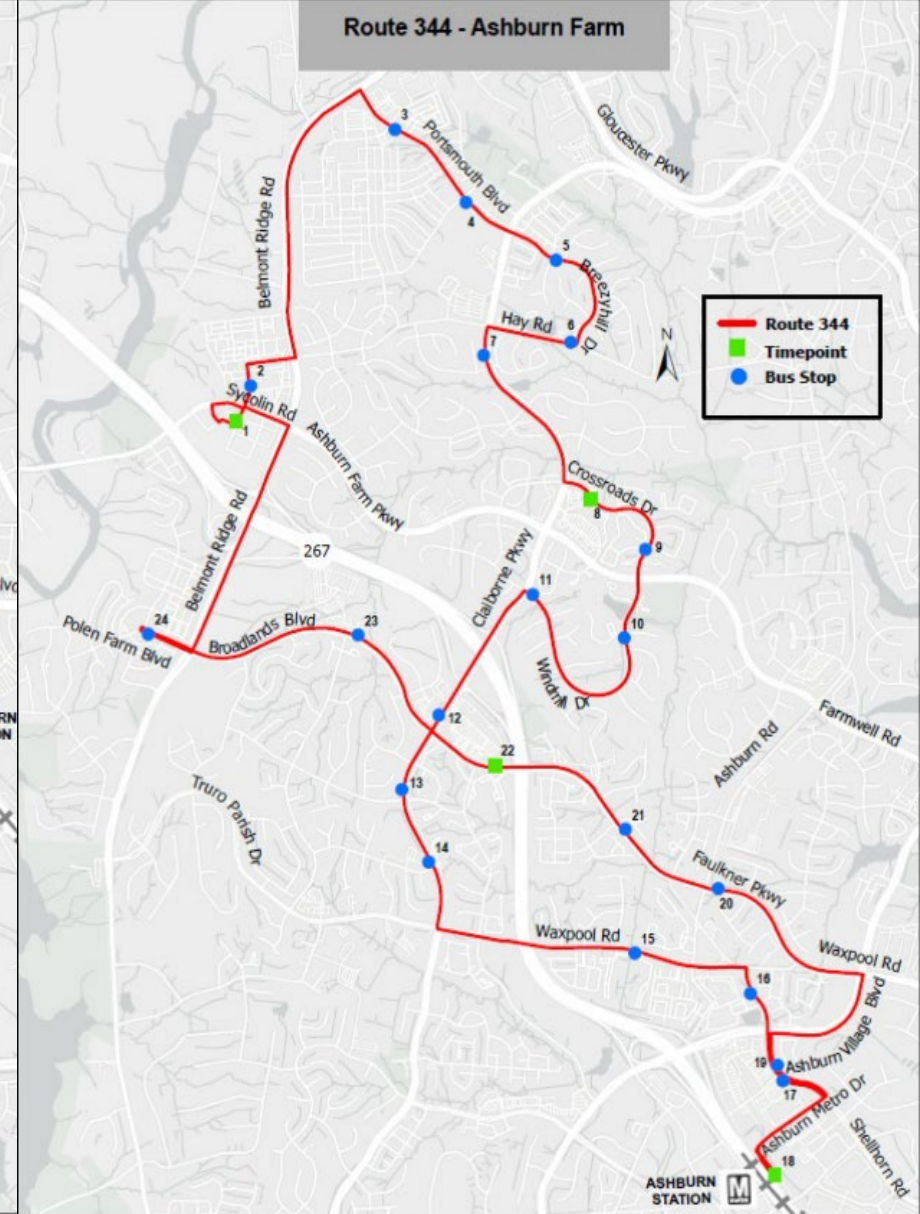 Route 344 - Ashburn Farm
3
Portsmouth Blvd
Gloucester Pkwy
4
5
Belmont Ridge Rd
Breezyhill Dr
Hay Rd
6
7
N
Route 344
Timepoint
Bus Stop
2
Sycolin Rd
1
Ashburn Farm Pkwy
Crossroads Dr
8
9
Belmont Ridge Rd
267
Claiborne Pkwy
11
10
24
Polen Farm Blvd
Broadlands Blvd
23
Windmill Dr
12
22
Farmwell Rd
Ashburn Rd
13
Truro Parish Dr
21
14
Faulkner Pkwy
20
Waxpool Rd
15
Waxpool Rd
16
Ashburn Village Blvd
19
17
Ashburn Metro Dr
Shellhorn Rd
18
ASHBURN
STATION
M